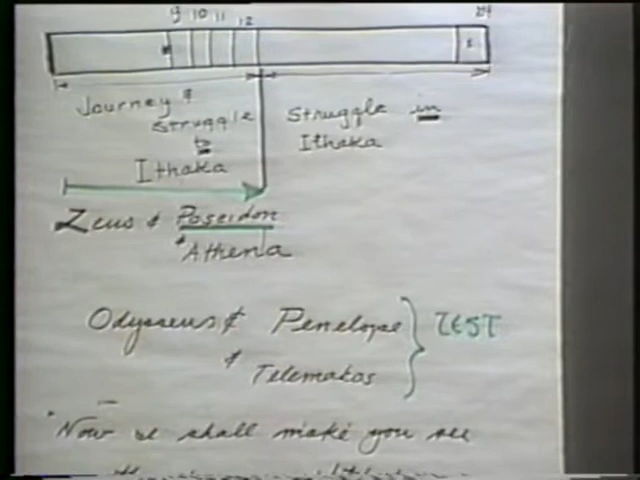 9 10 11 12 24
Journey & Struggle in
struggle Ithaka
to
Ithaka
Zeus & Poseidon
* Athena
Odysseus & Penelope } TEST
& Telemakos
"Now we shall make you see